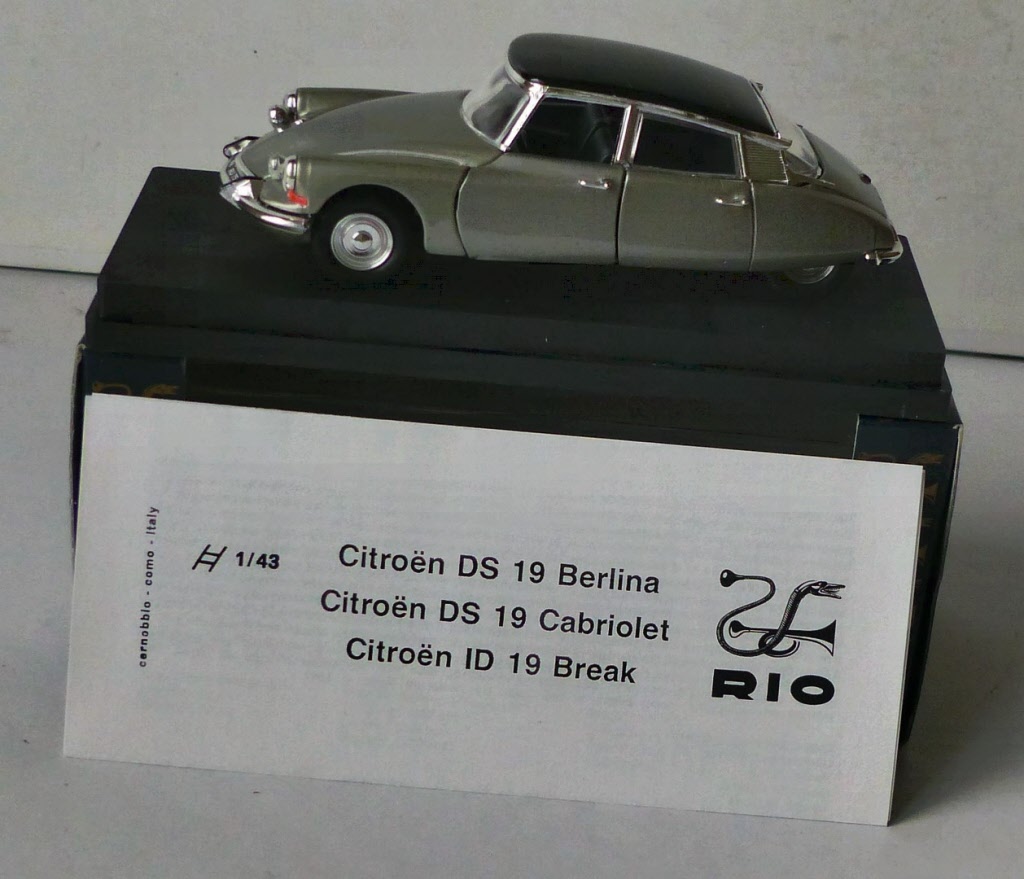 cernobbio - como - italy
1/43
Citroën DS 19 Berlina
Citroën DS 19 Cabriolet
Citroën ID 19 Break
RIO